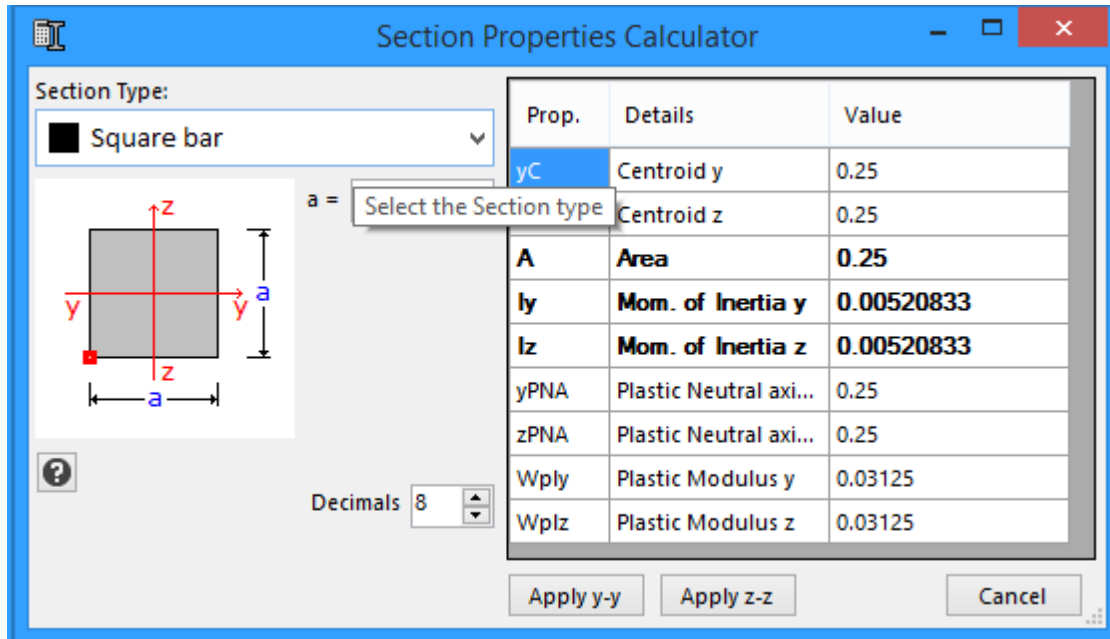 Section Properties Calculator
Section Type:
Square bar
a =
Select the Section type
z
y
y
a
z
a
Decimals 8
Prop. Details Value
yC Centroid y 0.25
Centroid z 0.25
A Area 0.25
Iy Mom. of Inertia y 0.00520833
Iz Mom. of Inertia z 0.00520833
yPNA Plastic Neutral axi... 0.25
zPNA Plastic Neutral axi... 0.25
Wply Plastic Modulus y 0.03125
Wplz Plastic Modulus z 0.03125
Apply y-y Apply z-z Cancel